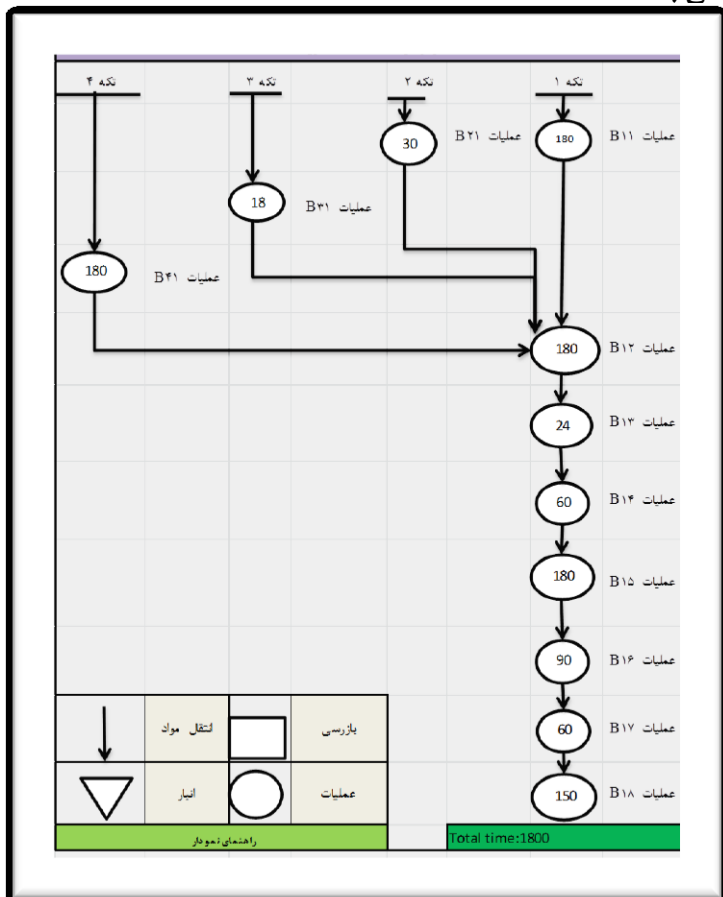 تکه ۱ تکه ۲ تکه ۳ تکه ۴
عملیات B۱۱ 180 عملیات B۲۱ 30
عملیات B۳۱ 18
عملیات B۴۱ 180
عملیات B۱۲ 180
عملیات B۱۳ 24
عملیات B۱۴ 60
عملیات B۱۵ 180
عملیات B۱۶ 90
عملیات B۱۷ 60
عملیات B۱۸ 150
بازرسی انتقال مواد
عملیات انبار
راهنمای نمودار
Total time:1800